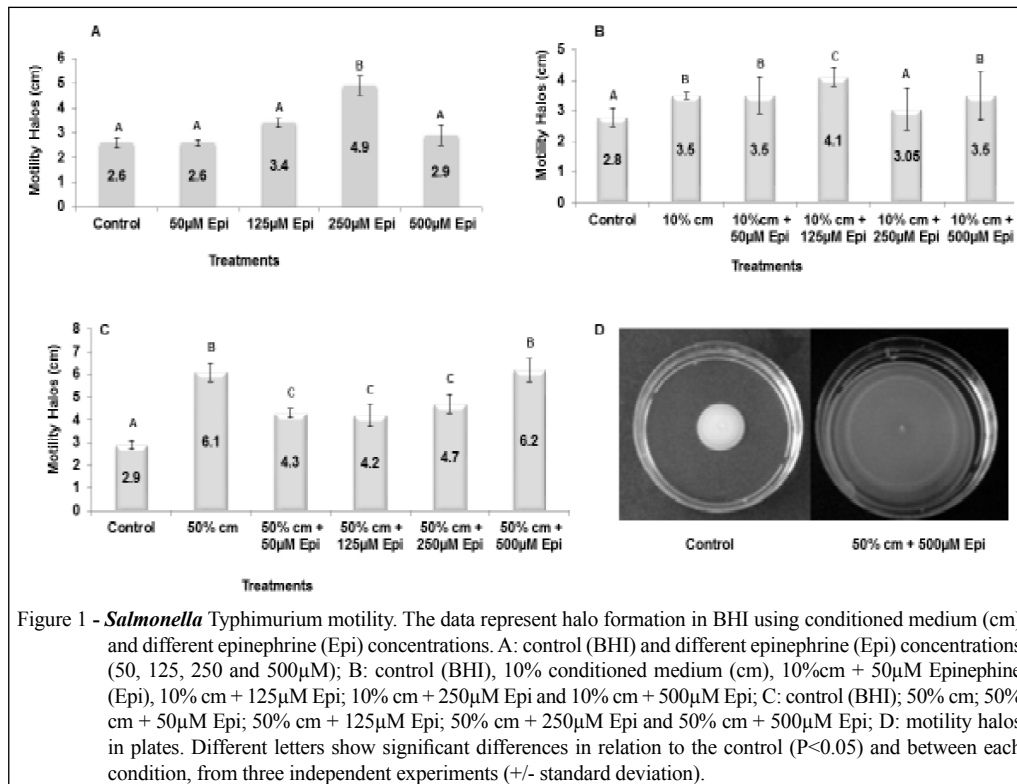 A
Motility Halos (cm)
6
5
4
3
2
1
0
A
A
A
B
A
2.6
2.6
3.4
4.9
2.9
Control
50µM Epi
125µM Epi
250µM Epi
500µM Epi
Treatments
B
Motility Halos (cm)
5
4
3
2
1
0
A
B
B
C
A
B
2.8
3.5
3.5
4.1
3.05
3.5
Control
10% cm
10%cm +
50µM Epi
10% cm +
125µM Epi
10% cm +
250µM Epi
10% cm +
500µM Epi
Treatments
C
Motility Halos (cm)
8
7
6
5
4
3
2
1
0
A
B
C
C
C
B
2.9
6.1
4.3
4.2
4.7
6.2
Control
50% cm
50% cm +
50µM Epi
50% cm +
125µM Epi
50% cm +
250µM Epi
50% cm +
500µM Epi
Treatments
D
Control
50% cm + 500µM Epi
Figure 1 - Salmonella Typhimurium motility. The data represent halo formation in BHI using conditioned medium (cm)
and different epinephrine (Epi) concentrations. A: control (BHI) and different epinephrine (Epi) concentrations
(50, 125, 250 and 500µM); B: control (BHI), 10% conditioned medium (cm), 10%cm + 50µM Epinephine
(Epi), 10% cm + 125µM Epi; 10% cm + 250µM Epi and 10% cm + 500µM Epi; C: control (BHI); 50% cm; 50%
cm + 50µM Epi; 50% cm + 125µM Epi; 50% cm + 250µM Epi and 50% cm + 500µM Epi; D: motility halos
in plates. Different letters show significant differences in relation to the control (P<0.05) and between each
condition, from three independent experiments (+/- standard deviation).